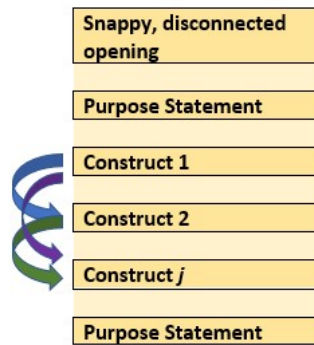 Snappy, disconnected
opening
Purpose Statement
Construct 1
Construct 2
Construct j
Purpose Statement